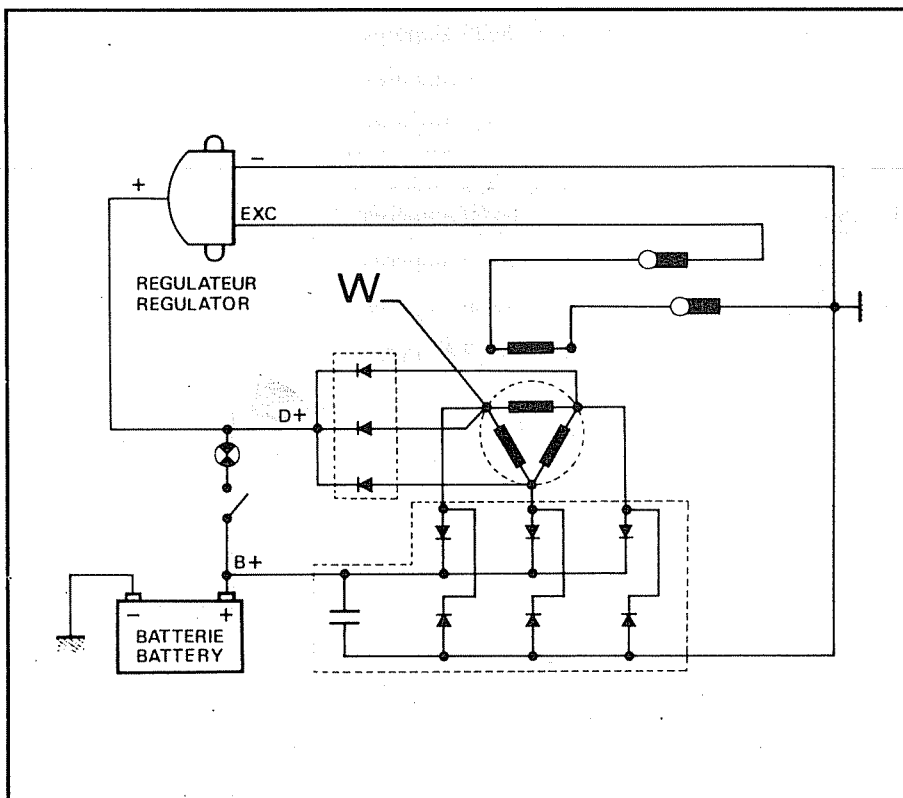 -
+
EXC
REGULATEUR
REGULATOR
W
D+
B+
- +
BATTERIE
BATTERY